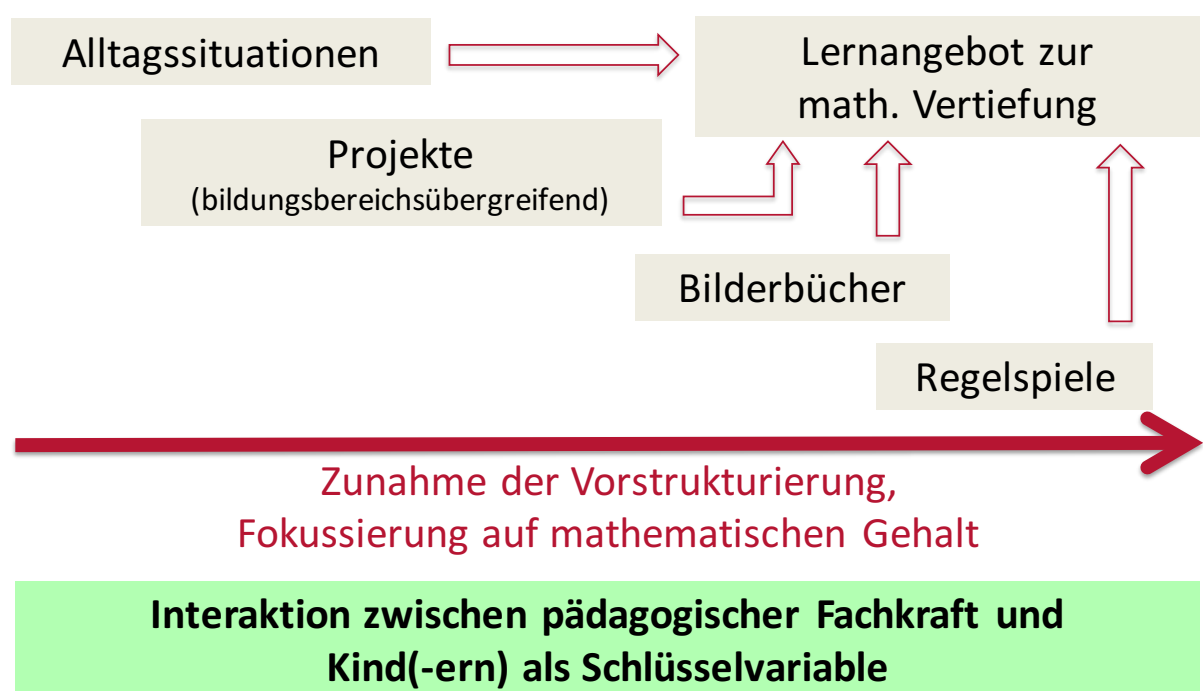 Alltagssituationen
Lernangebot zur
math. Vertiefung
Projekte
(bildungsbereichsübergreifend)
Bilderbücher
Regelspiele
Zunahme der Vorstrukturierung,
Fokussierung auf mathematischen Gehalt
Interaktion zwischen pädagogischer Fachkraft und
Kind(-ern) als Schlüsselvariable